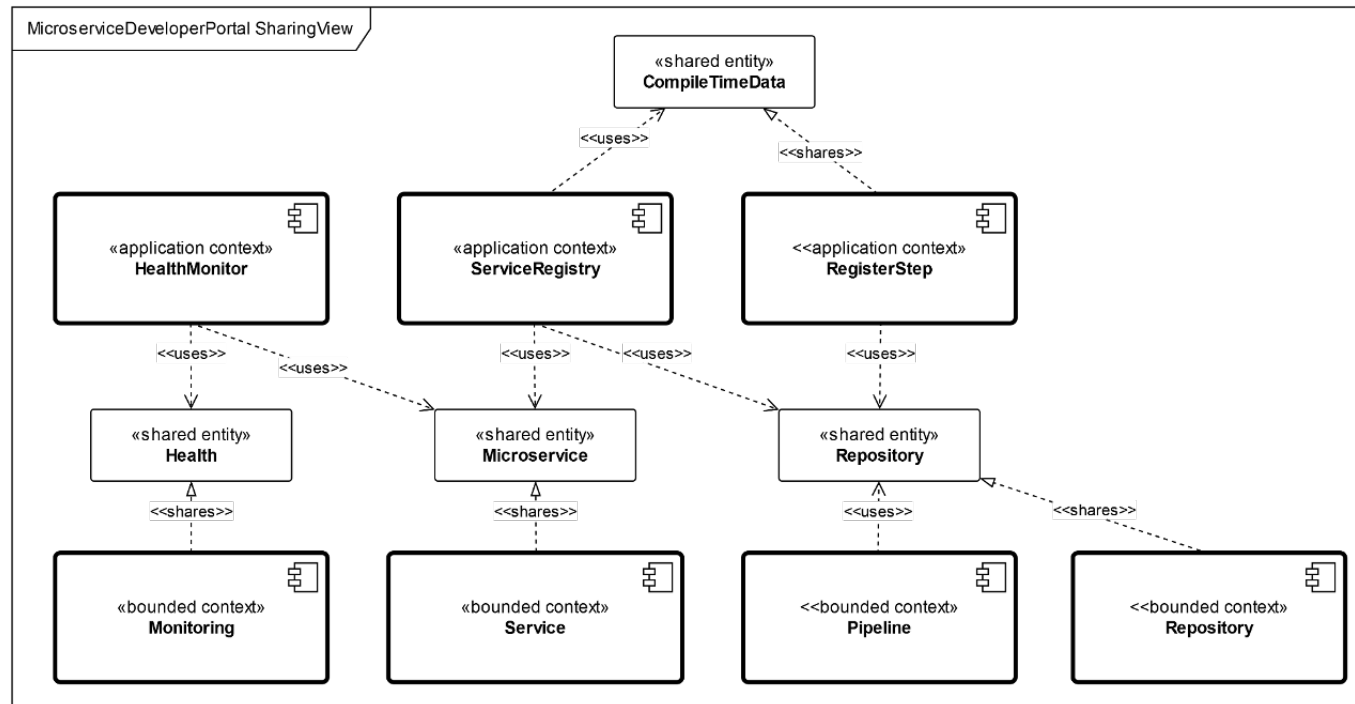 MicroserviceDeveloperPortal SharingView
«shared entity»
CompileTimeData
<<uses>>
<<shares>>
«application context»
HealthMonitor
«application context»
ServiceRegistry
<<application context»
RegisterStep
<<uses>>
<<uses>>
<<uses>>
<<uses>>
<<uses>>
«shared entity»
Health
«shared entity»
Microservice
«shared entity»
Repository
<<shares>>
<<shares>>
<<uses>>
<<shares>>
«bounded context»
Monitoring
«bounded context»
Service
<<bounded context»
Pipeline
<<bounded context»
Repository